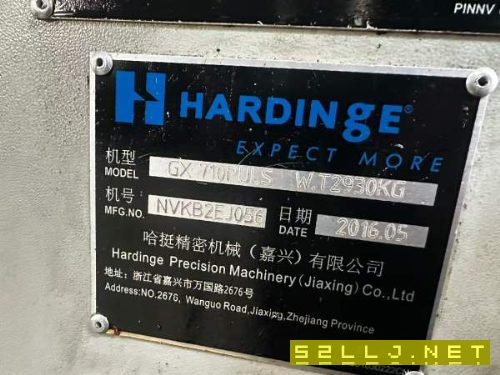 PINNV
HARDINGE®
EXPECT MORE
机型
MODEL
GX 710PULS W.T2930KG
机号
MFG.NO.
NVKB2EJ056
日期
DATE
2016.05
哈挺精密机械（嘉兴）有限公司
Hardinge Precision Machinery (Jiaxing) Co.,Ltd
地址: 浙江省嘉兴市万国路2676号
Address:NO.2676, Wanguo Road,Jiaxizg,Zhejiang Province
52LLJ.NET